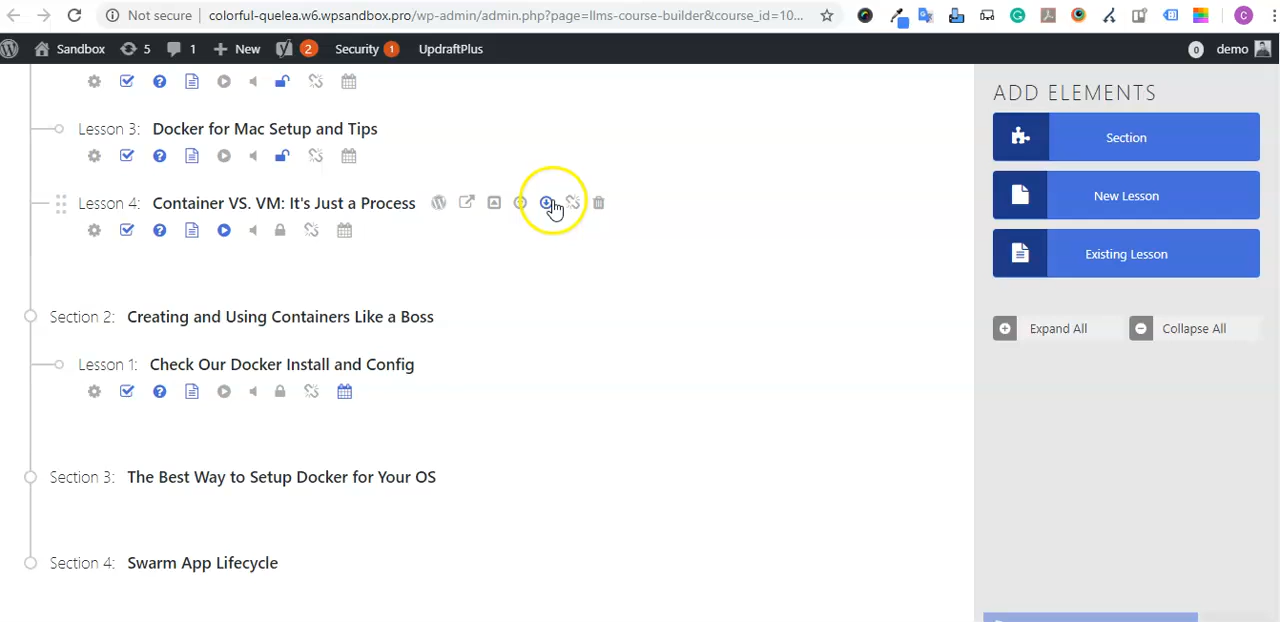 Not secure | colorful-quelea.w6.wpsandbox.pro/wp-admin/admin.php?page=llms-course-builder&course_id=10...
C
Sandbox 5 1 New 2 Security 1 UpdraftPlus 0 demo
ADD ELEMENTS
Section
New Lesson
Existing Lesson
Expand All Collapse All
Lesson 3: Docker for Mac Setup and Tips
Lesson 4: Container VS. VM: It's Just a Process
Section 2: Creating and Using Containers Like a Boss
Lesson 1: Check Our Docker Install and Config
Section 3: The Best Way to Setup Docker for Your OS
Section 4: Swarm App Lifecycle